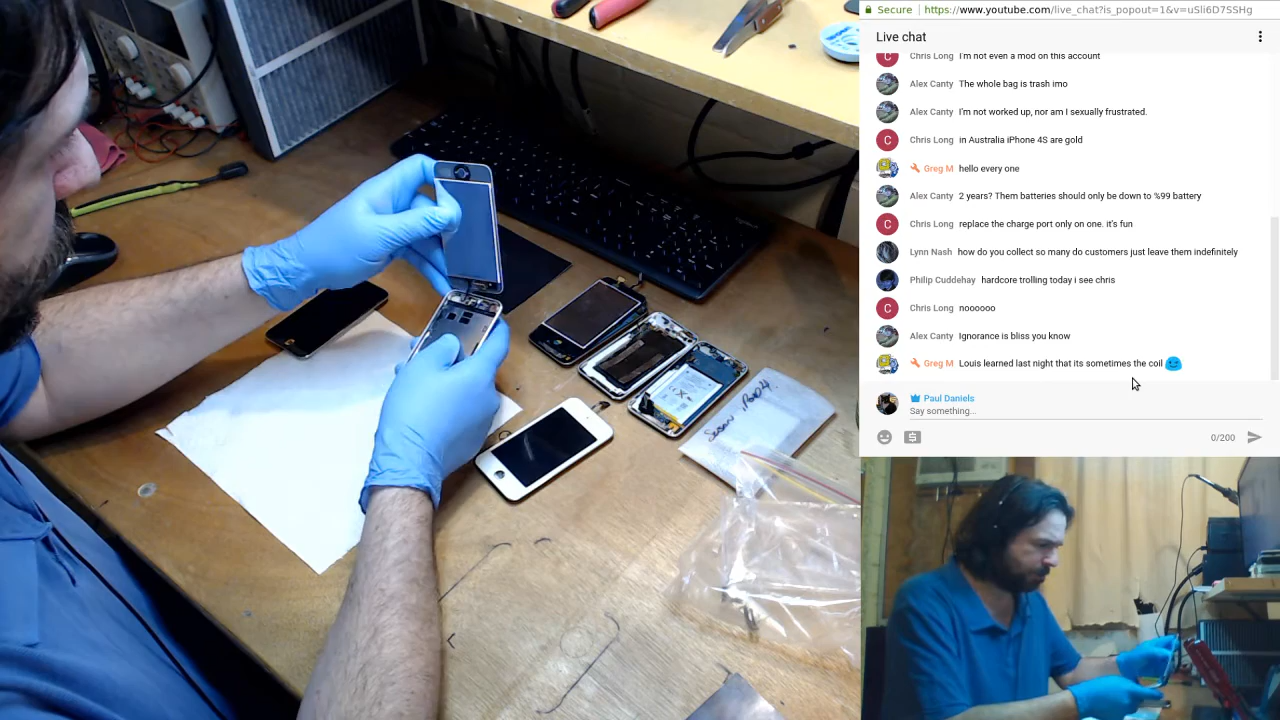 Secure https://www.youtube.com/live_chat?is_popout=1&v=uSli6D7SSHg
Live chat
C Chris Long I'm not even a mod on this account
Alex Canty The whole bag is trash imo
Alex Canty I'm not worked up, nor am I sexually frustrated.
C Chris Long in Australia iPhone 4S are gold
Greg M hello every one
Alex Canty 2 years? Them batteries should only be down to %99 battery
C Chris Long replace the charge port only on one. it's fun
Lynn Nash how do you collect so many do customers just leave them indefinitely
Philip Cuddehay hardcore trolling today i see chris
C Chris Long noooooo
Alex Canty Ignorance is bliss you know
Greg M Louis learned last night that its sometimes the coil
Paul Daniels
Say something...
0/200
Susan iPod 4